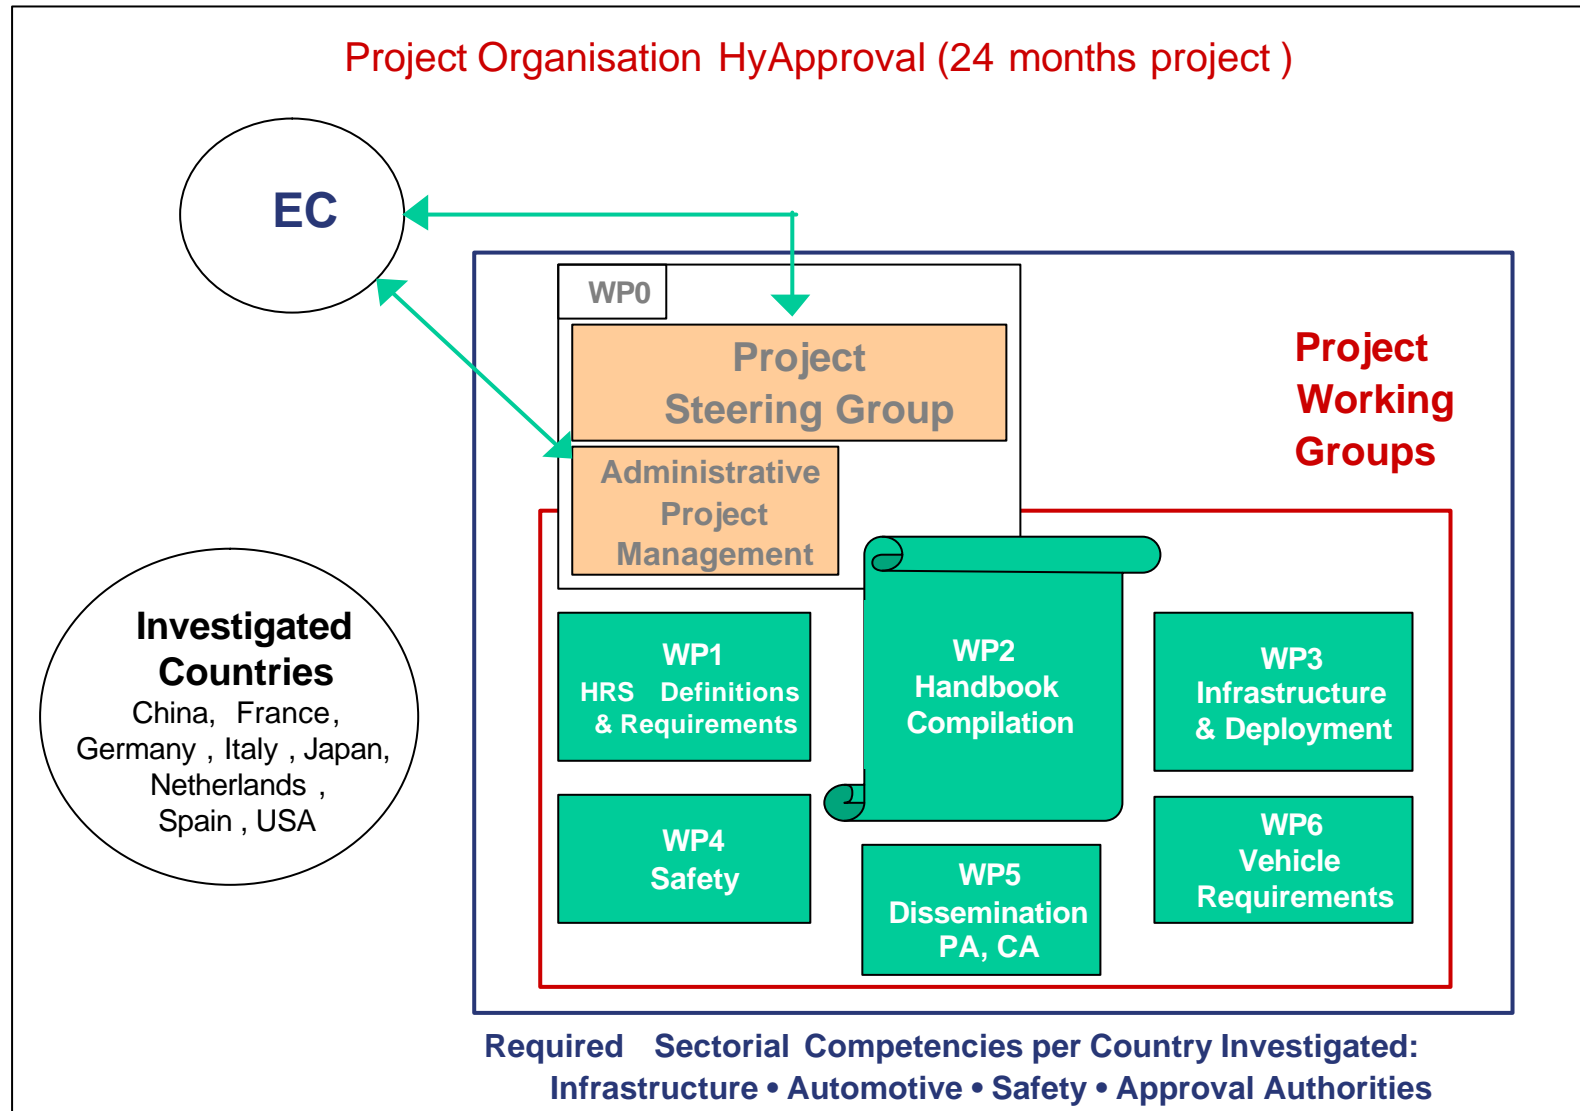 Project Organisation HyApproval (24 months project )
EC
WP0
Project
Steering Group
Administrative
Project
Management
Project
Working
Groups
Investigated
Countries
China, France,
Germany , Italy , Japan,
Netherlands ,
Spain , USA
WP1
HRS Definitions
& Requirements
WP2
Handbook
Compilation
WP3
Infrastructure
& Deployment
WP4
Safety
WP5
Dissemination
PA, CA
WP6
Vehicle
Requirements
Required Sectorial Competencies per Country Investigated:
Infrastructure • Automotive • Safety • Approval Authorities